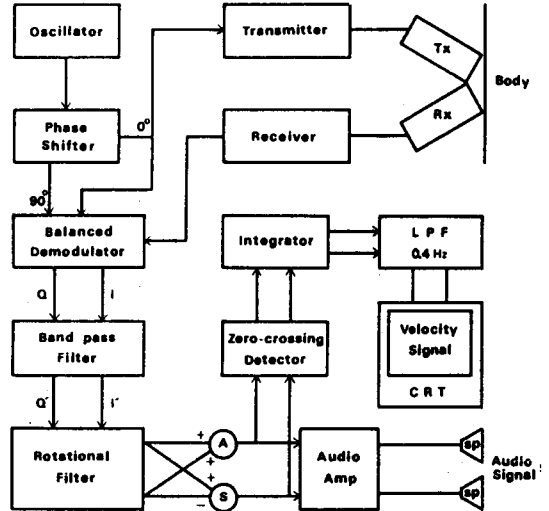 Oscillator
Transmitter
Tx
Body
Phase
Shifter
0°
Receiver
Rx
90°
Balanced
Demodulator
Integrator
L P F
0.4 Hz
Q
I
Band pass
Filter
Zero-crossing
Detector
Velocity
Signal
C R T
Q´
I´
Rotational
Filter
+
A
+
+
S
−
Audio
Amp
sp
Audio
Signal
sp